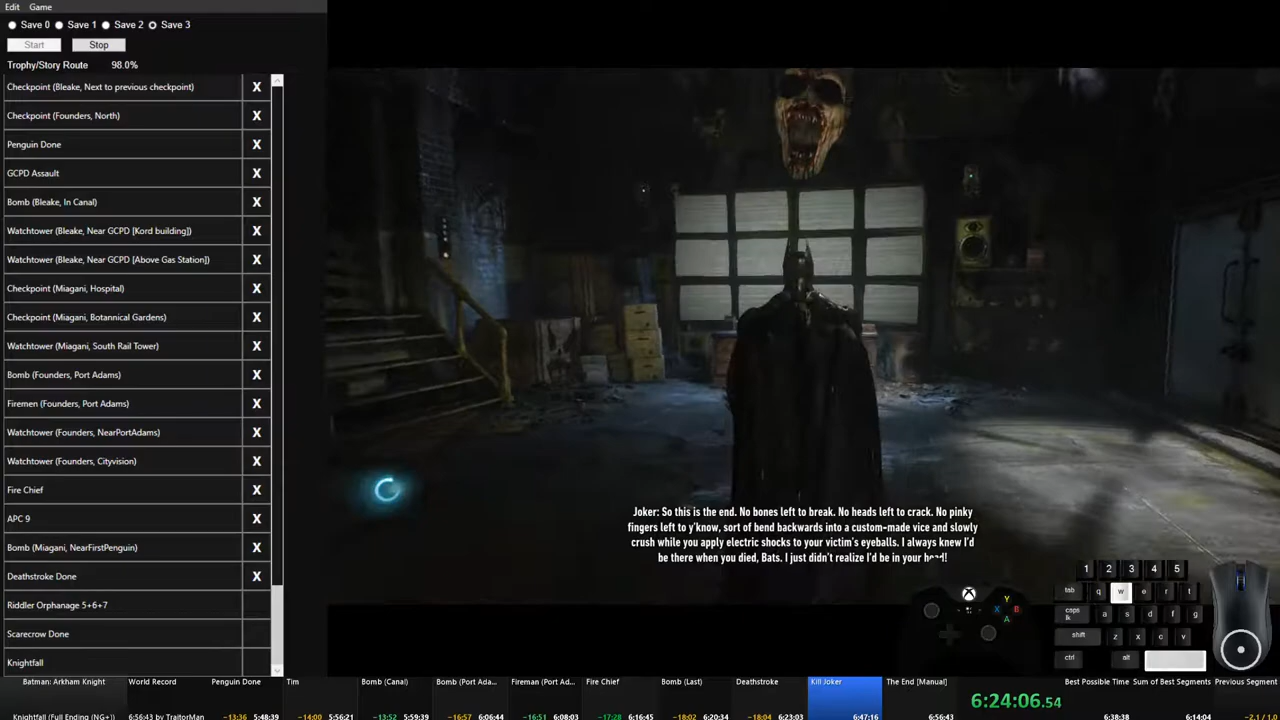 Edit Game
Save 0 Save 1 Save 2 Save 3
Start Stop
Trophy/Story Route 98.0%
Checkpoint (Bleake, Next to previous checkpoint) X
Checkpoint (Founders, North) X
Penguin Done X
GCPD Assault X
Bomb (Bleake, In Canal) X
Watchtower (Bleake, Near GCPD [Kord building]) X
Watchtower (Bleake, Near GCPD [Above Gas Station) X
Checkpoint (Miagani, Hospital) X
Checkpoint (Miagani, Botannical Gardens) X
Watchtower (Miagani, South Rail Tower) X
Bomb (Founders, Port Adams) X
Firemen (Founders, Port Adams) X
Watchtower (Founders, NearPortAdams) X
Watchtower (Founders, Cityvision) X
Fire Chief X
APC 9 X
Bomb (Miagani, NearFirstPenguin) X
Deathstroke Done X
Riddler Orphanage 5+6+7
Scarecrow Done
Knightfall
Joker: So this is the end. No bones left to break. No heads left to crack. No pinky
fingers left to y'know, sort of bend backwards into a custom-made vice and slowly
crush while you apply electric shocks to your victim's eyeballs. I always knew I'd
be there when you died, Bats. I just didn't realize I'd be in your head!
Y
X B
A
1 2 3 4 5
tab q w e r t
caps lk a s d f g
shift z x c v
ctrl alt
Batman: Arkham Knight World Record Penguin Done Tim Bomb (Canal) Bomb (Port Ada... Fireman (Port Ad... Fire Chief Bomb (Last) Deathstroke Kill Joker The End [Manual] 6:24:06.54 Best Possible Time Sum of Best Segments Previous Segment
Knightfall (Full Ending (NG+)) 6:56:43 by TraitorMan -13:36 5:48:39 -14:00 5:56:21 -13:52 5:59:39 -16:57 6:06:44 -16:51 6:08:03 -17:28 6:16:45 -18:02 6:20:34 -18:04 6:23:03 6:47:16 6:56:43 6:38:38 6:04:14 -2.1 / 1.0